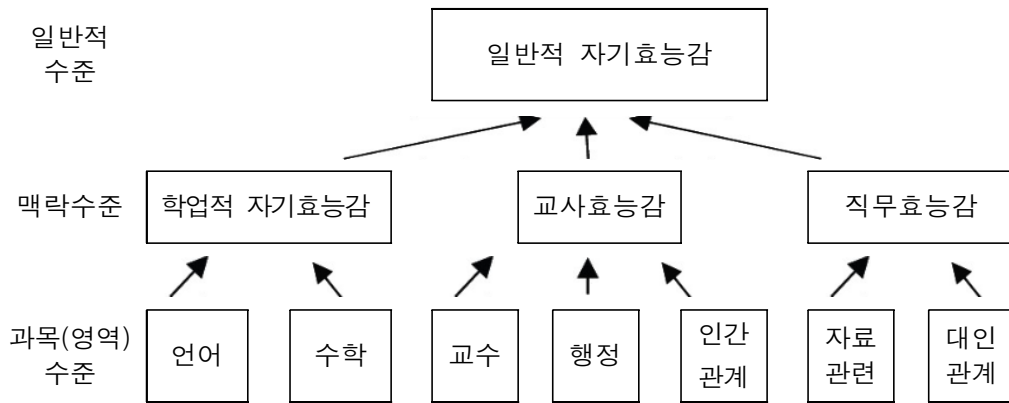 일반적
수준
일반적 자기효능감
맥락수준
학업적 자기효능감
교사효능감
직무효능감
과목(영역)
수준
언어
수학
교수
행정
인간
관계
자료
관련
대인
관계